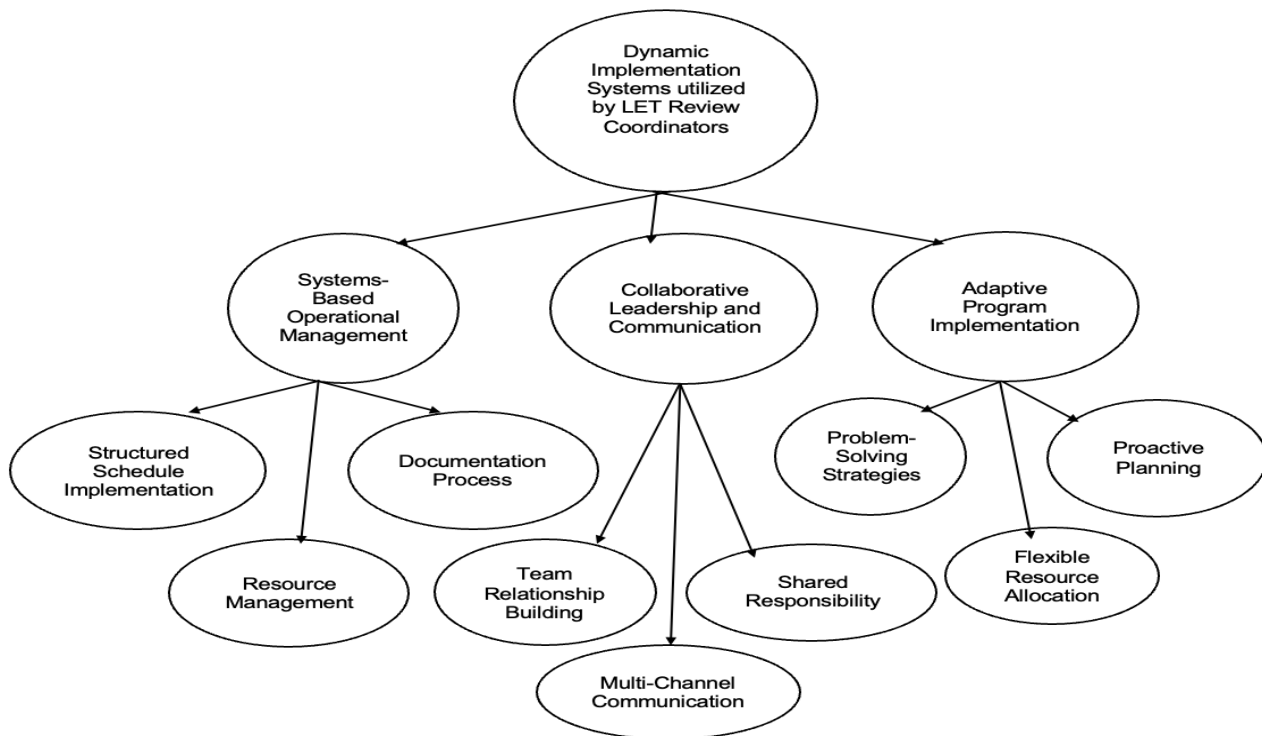 Dynamic
Implementation
Systems utilized
by LET Review
Coordinators
Systems-
Based
Operational
Management
Collaborative
Leadership and
Communication
Adaptive
Program
Implementation
Structured
Schedule
Implementation
Documentation
Process
Problem-
Solving
Strategies
Proactive
Planning
Resource
Management
Team
Relationship
Building
Shared
Responsibility
Flexible
Resource
Allocation
Multi-Channel
Communication